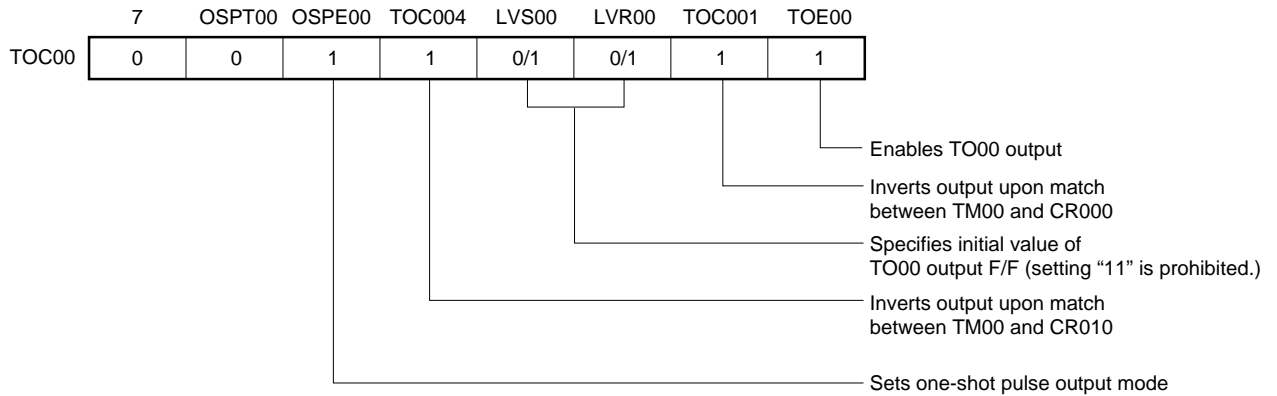 7 OSPT00 OSPE00 TOC004 LVS00 LVR00 TOC001 TOE00
TOC00 0 0 1 1 0/1 0/1 1 1
Enables TO00 output
Inverts output upon match
between TM00 and CR000
Specifies initial value of
TO00 output F/F (setting “11” is prohibited.)
Inverts output upon match
between TM00 and CR010
Sets one-shot pulse output mode